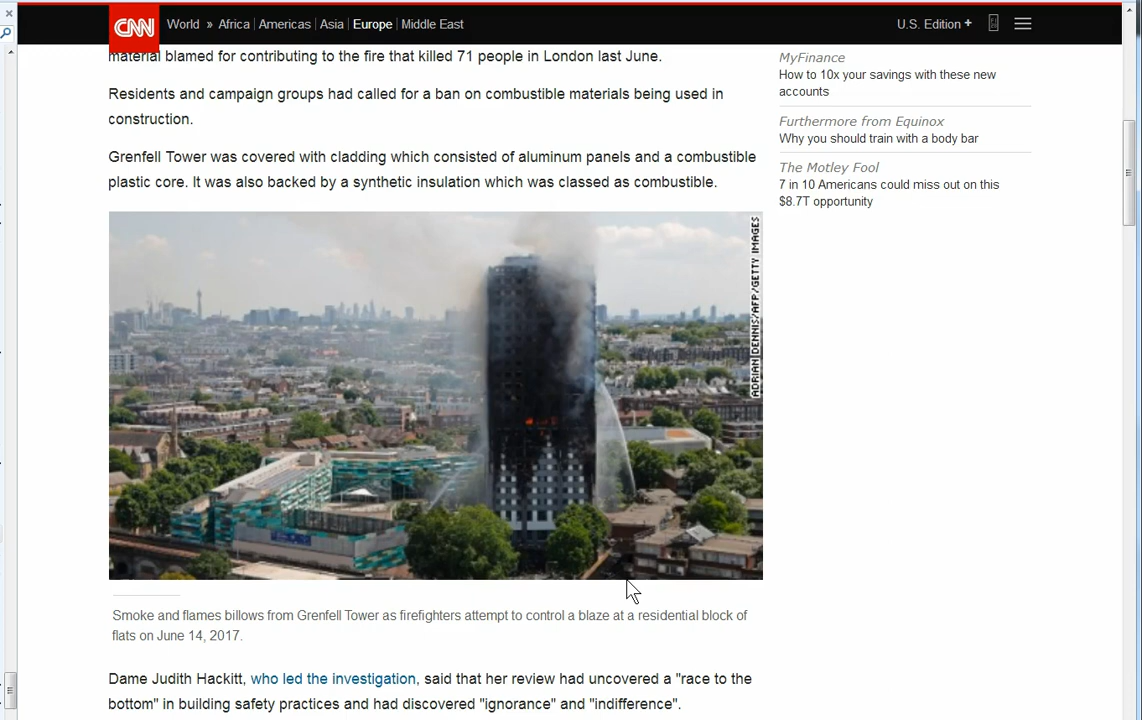 CNN World » Africa Americas Asia Europe Middle East U.S. Edition +
material blamed for contributing to the fire that killed 71 people in London last June.
Residents and campaign groups had called for a ban on combustible materials being used in
construction.
Grenfell Tower was covered with cladding which consisted of aluminum panels and a combustible
plastic core. It was also backed by a synthetic insulation which was classed as combustible.
ADRIAN DENNIS/AFP/GETTY IMAGES
Smoke and flames billows from Grenfell Tower as firefighters attempt to control a blaze at a residential block of
flats on June 14, 2017.
Dame Judith Hackitt, who led the investigation, said that her review had uncovered a "race to the
bottom" in building safety practices and had discovered "ignorance" and "indifference".
MyFinance
How to 10x your savings with these new
accounts
Furthermore from Equinox
Why you should train with a body bar
The Motley Fool
7 in 10 Americans could miss out on this
$8.7T opportunity